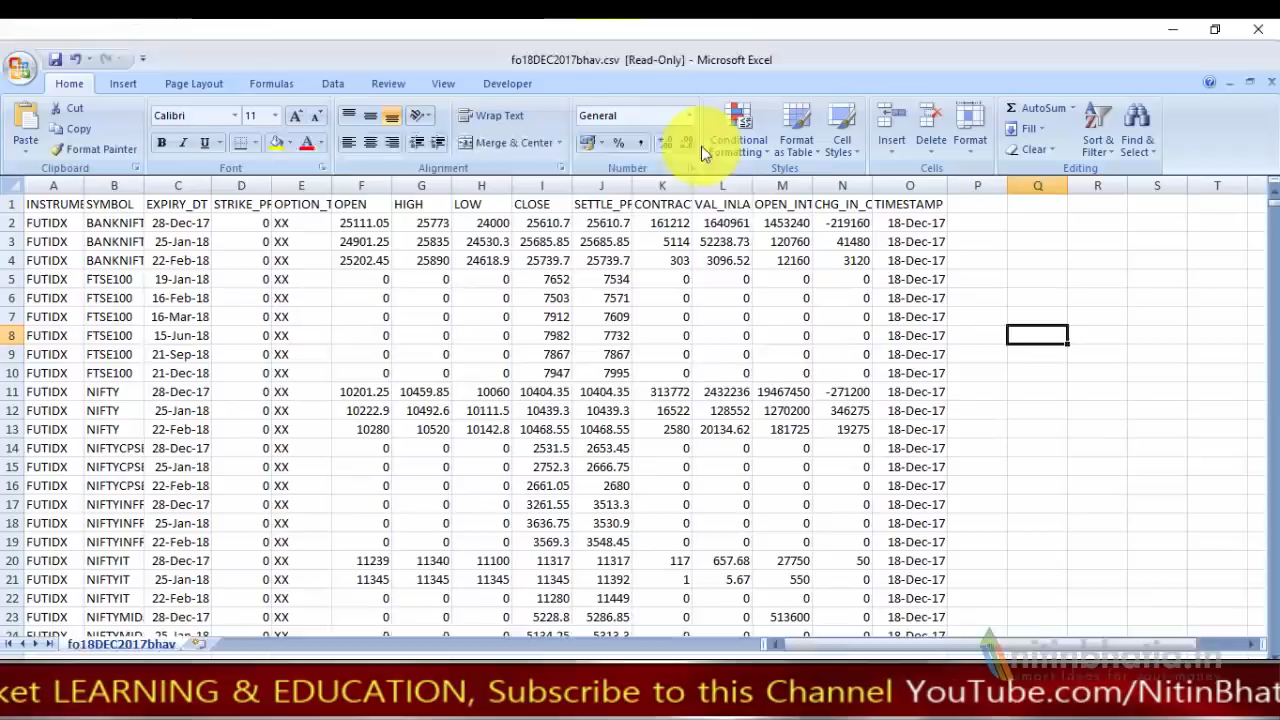 fo18DEC2017bhav.csv [Read-Only] - Microsoft Excel
Home Insert Page Layout Formulas Data Review View Developer
Cut
Copy
Format Painter
Paste
Clipboard
Calibri 11
B I U A
Font
Wrap Text
Merge & Center
Alignment
General
% ,
Number
Conditional Formatting
Format as Table
Cell Styles
Styles
Insert Delete Format
Cells
AutoSum
Fill
Clear
Sort & Filter
Find & Select
Editing
A B C D E F G H I J K L M N O P Q R S T
1 INSTRUME SYMBOL EXPIRY_DT STRIKE_PR OPTION_T OPEN HIGH LOW CLOSE SETTLE_PR CONTRACT VAL_INLA OPEN_INT CHG_IN_C TIMESTAMP
2 FUTIDX BANKNIFT 28-Dec-17 0 XX 25111.05 25773 24000 25610.7 25610.7 161212 1640961 1453240 -219160 18-Dec-17
3 FUTIDX BANKNIFT 25-Jan-18 0 XX 24901.25 25835 24530.3 25685.85 25685.85 5114 52238.73 120760 41480 18-Dec-17
4 FUTIDX BANKNIFT 22-Feb-18 0 XX 25202.45 25890 24618.9 25739.7 25739.7 303 3096.52 12160 3120 18-Dec-17
5 FUTIDX FTSE100 19-Jan-18 0 XX 0 0 0 7652 7534 0 0 0 0 18-Dec-17
6 FUTIDX FTSE100 16-Feb-18 0 XX 0 0 0 7503 7571 0 0 0 0 18-Dec-17
7 FUTIDX FTSE100 16-Mar-18 0 XX 0 0 0 7912 7609 0 0 0 0 18-Dec-17
8 FUTIDX FTSE100 15-Jun-18 0 XX 0 0 0 7982 7732 0 0 0 0 18-Dec-17
9 FUTIDX FTSE100 21-Sep-18 0 XX 0 0 0 7867 7867 0 0 0 0 18-Dec-17
10 FUTIDX FTSE100 21-Dec-18 0 XX 0 0 0 7947 7995 0 0 0 0 18-Dec-17
11 FUTIDX NIFTY 28-Dec-17 0 XX 10201.25 10459.85 10060 10404.35 10404.35 313772 2432236 19467450 -271200 18-Dec-17
12 FUTIDX NIFTY 25-Jan-18 0 XX 10222.9 10492.6 10111.5 10439.3 10439.3 16522 128552 1270200 346275 18-Dec-17
13 FUTIDX NIFTY 22-Feb-18 0 XX 10280 10520 10142.8 10468.55 10468.55 2580 20134.62 181725 19275 18-Dec-17
14 FUTIDX NIFTYCPSE 28-Dec-17 0 XX 0 0 0 2531.5 2653.45 0 0 0 0 18-Dec-17
15 FUTIDX NIFTYCPSE 25-Jan-18 0 XX 0 0 0 2752.3 2666.75 0 0 0 0 18-Dec-17
16 FUTIDX NIFTYCPSE 22-Feb-18 0 XX 0 0 0 2661.05 2680 0 0 0 0 18-Dec-17
17 FUTIDX NIFTYINFR 28-Dec-17 0 XX 0 0 0 3261.55 3513.3 0 0 0 0 18-Dec-17
18 FUTIDX NIFTYINFR 25-Jan-18 0 XX 0 0 0 3636.75 3530.9 0 0 0 0 18-Dec-17
19 FUTIDX NIFTYINFR 22-Feb-18 0 XX 0 0 0 3569.3 3548.45 0 0 0 0 18-Dec-17
20 FUTIDX NIFTYIT 28-Dec-17 0 XX 11239 11340 11100 11317 11317 117 657.68 27750 50 18-Dec-17
21 FUTIDX NIFTYIT 25-Jan-18 0 XX 11345 11345 11345 11345 11392 1 5.67 550 0 18-Dec-17
22 FUTIDX NIFTYIT 22-Feb-18 0 XX 0 0 0 11280 11449 0 0 0 0 18-Dec-17
23 FUTIDX NIFTYMID 28-Dec-17 0 XX 0 0 0 5228.8 5286.85 0 0 513600 0 18-Dec-17
fo18DEC2017bhav
nitinbhatia.in
smart ideas for your money
ket LEARNING & EDUCATION, Subscribe to this Channel YouTube.com/NitinBhat